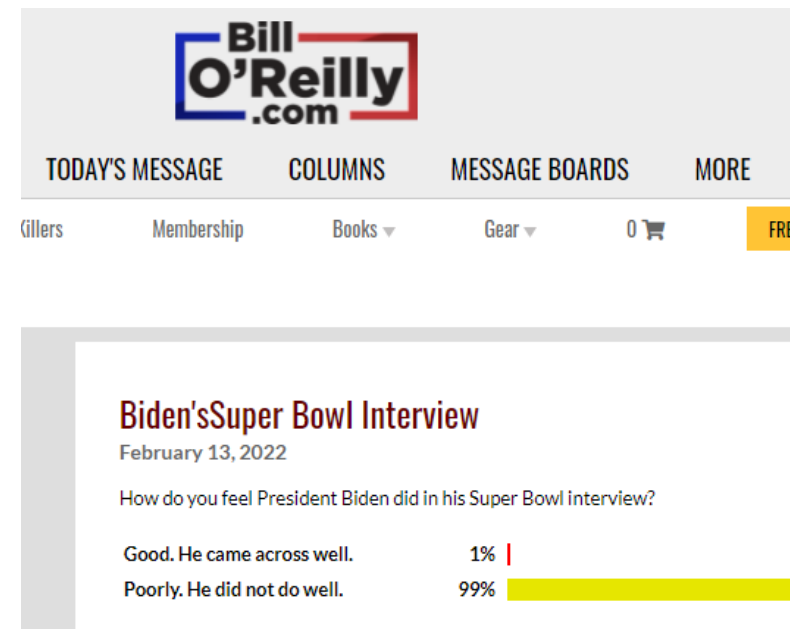 Bill
O'Reilly
.com
TODAY'S MESSAGE COLUMNS MESSAGE BOARDS MORE
Membership Books Gear 0
Biden'sSuper Bowl Interview
February 13, 2022
How do you feel President Biden did in his Super Bowl interview?
Good. He came across well. 1%
Poorly. He did not do well. 99%